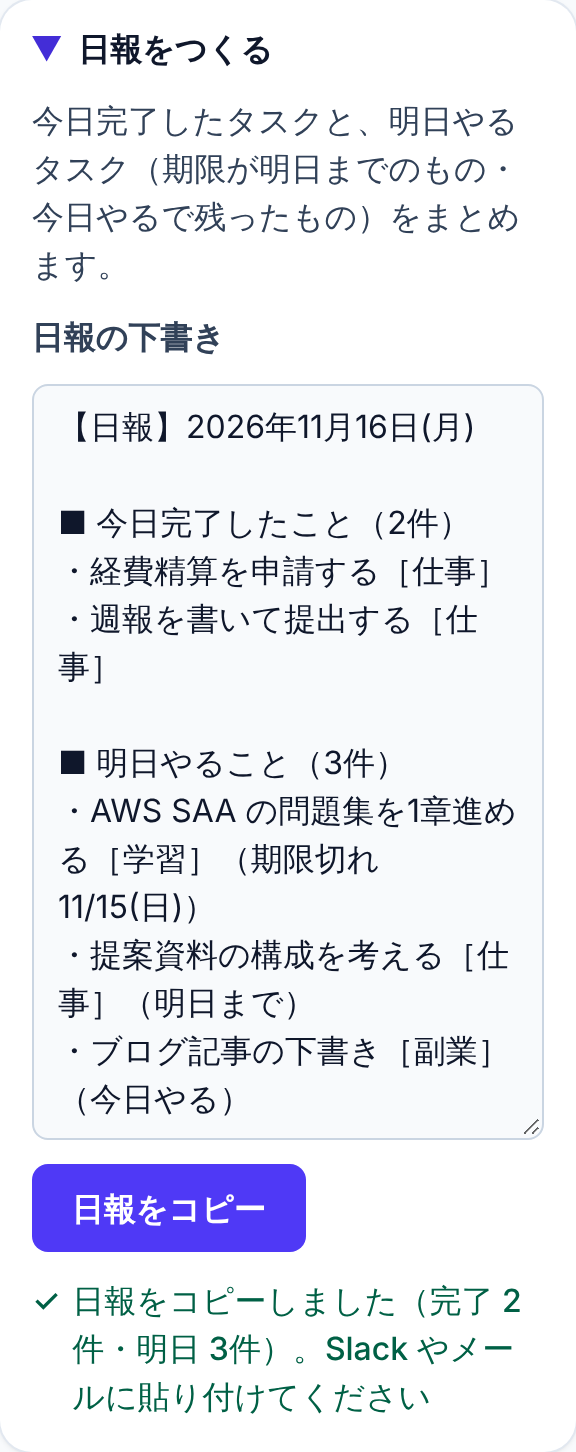 ▼ 日報をつくる
今日完了したタスクと、明日やる
タスク（期限が明日までのもの・
今日やるで残ったもの）をまとめ
ます。
日報の下書き
【日報】2026年11月16日(月)
■ 今日完了したこと（2件）
・経費精算を申請する［仕事］
・週報を書いて提出する［仕
事］
■ 明日やること（3件）
・AWS SAA の問題集を1章進め
る［学習］（期限切れ
11/15(日)）
・提案資料の構成を考える［仕
事］（明日まで）
・ブログ記事の下書き［副業］
（今日やる）
日報をコピー
✓ 日報をコピーしました（完了 2
件・明日 3件）。Slack やメー
ルに貼り付けてください